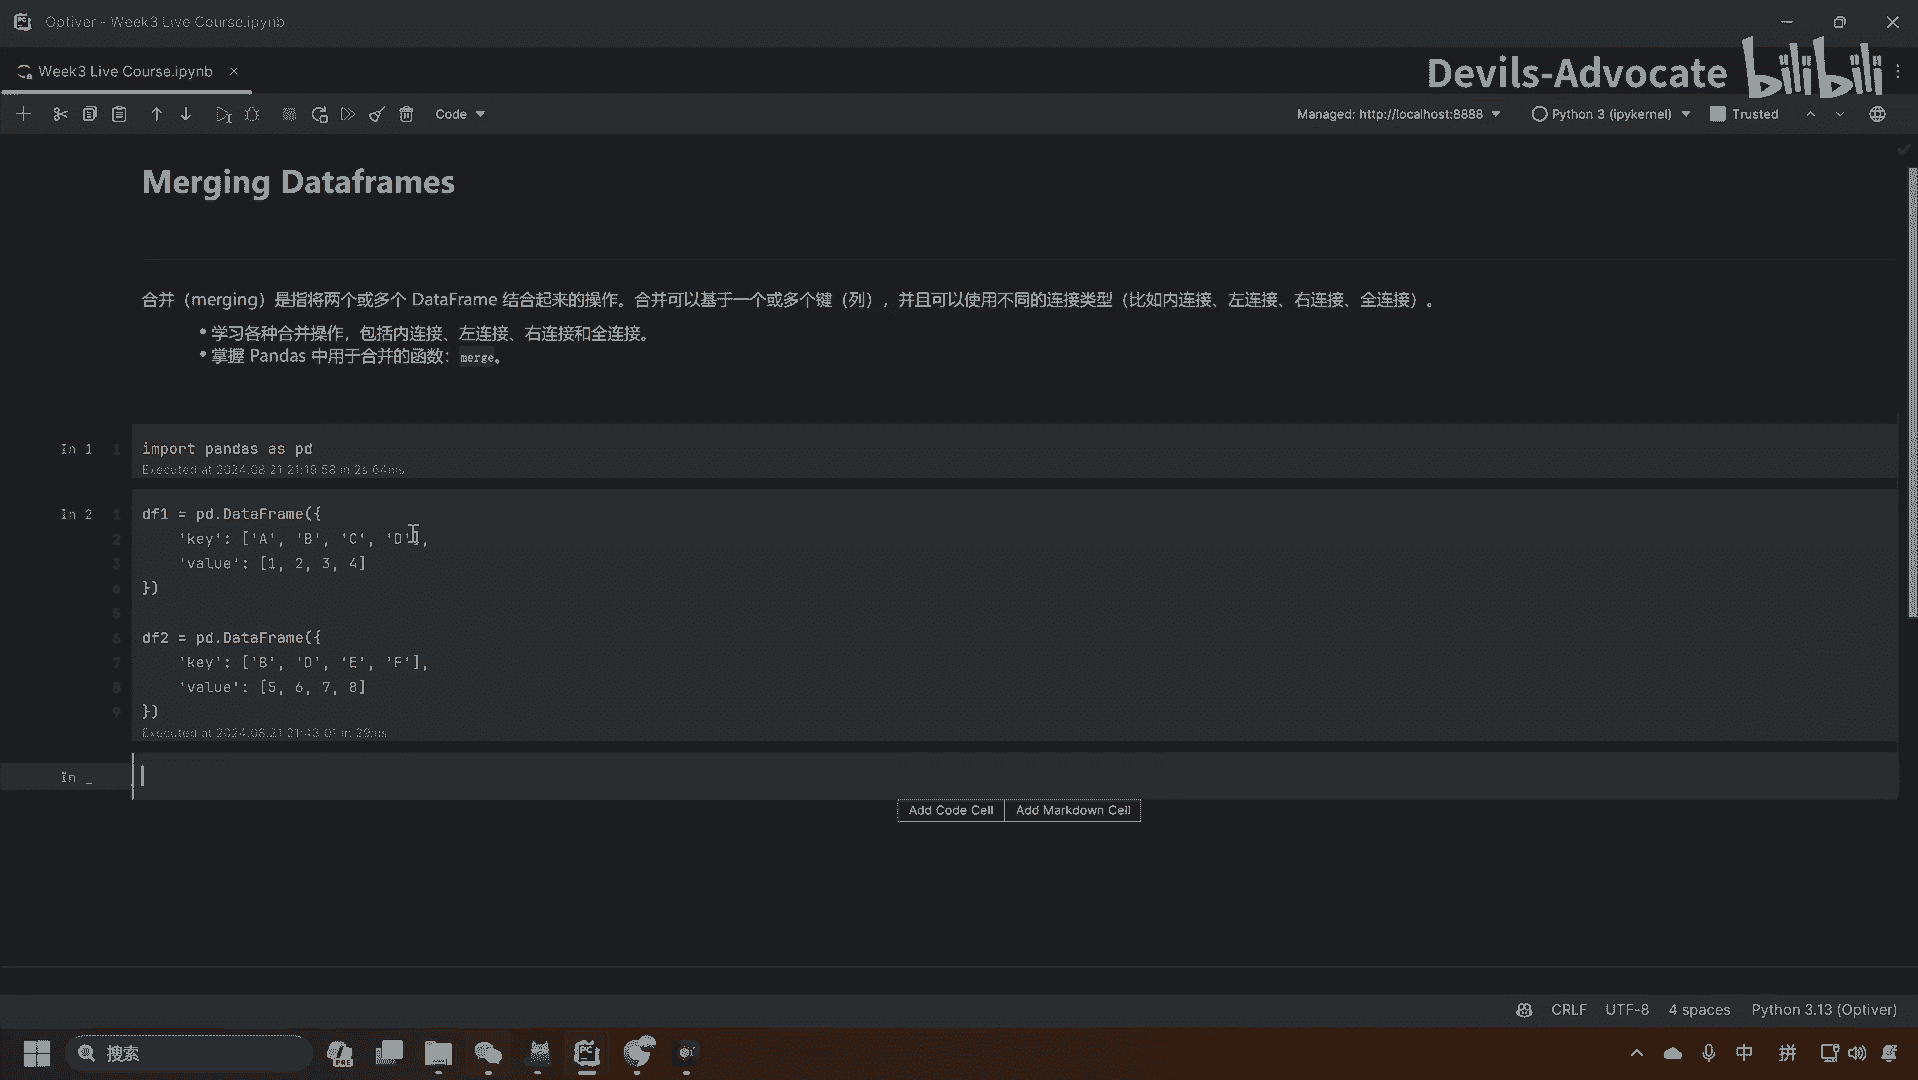 Optiver - Week3 Live Course.ipynb
Week3 Live Course.ipynb
Devils-Advocate bilibili
Code
Managed: http://localhost:8888
Python 3 (ipykernel)
Trusted
Merging Dataframes
合并（merging）是指将两个或多个 DataFrame 结合起来的操作。合并可以基于一个或多个键（列），并且可以使用不同的连接类型（比如内连接、左连接、右连接、全连接）。
• 学习各种合并操作，包括内连接、左连接、右连接和全连接。
• 掌握 Pandas 中用于合并的函数：merge。
In 1
1 import pandas as pd
Executed at 2024.08.21 21:19:58 in 2s 64ms
In 2
1 df1 = pd.DataFrame({
2 'key': ['A', 'B', 'C', 'D'],
3 'value': [1, 2, 3, 4]
4 })
5
6 df2 = pd.DataFrame({
7 'key': ['B', 'D', 'E', 'F'],
8 'value': [5, 6, 7, 8]
9 })
Executed at 2024.08.21 21:43:01 in 29ms
In _
Add Code Cell
Add Markdown Cell
CRLF
UTF-8
4 spaces
Python 3.13 (Optiver)
搜索
中
拼